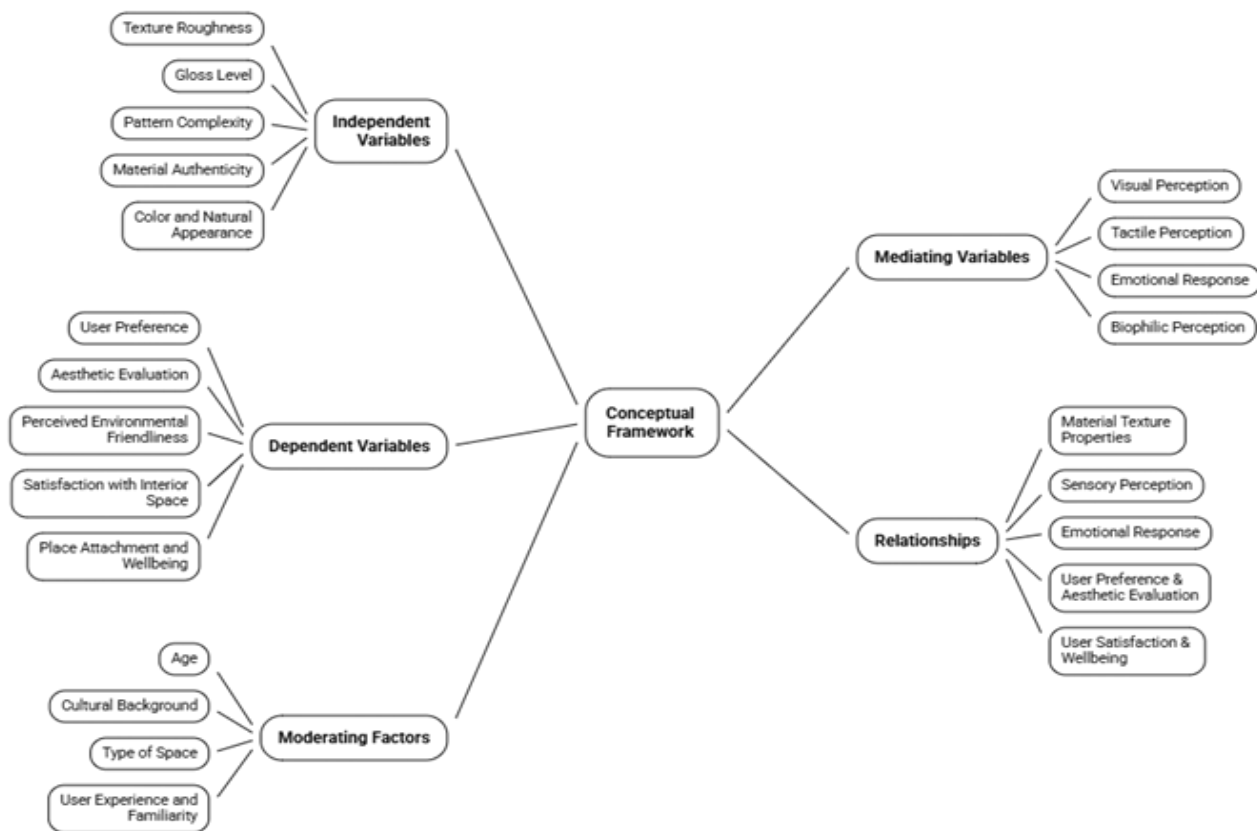 Texture Roughness
Gloss Level
Pattern Complexity
Material Authenticity
Color and Natural
Appearance
Independent
Variables
User Preference
Aesthetic Evaluation
Perceived Environmental
Friendliness
Satisfaction with Interior
Space
Place Attachment and
Wellbeing
Dependent Variables
Age
Cultural Background
Type of Space
User Experience and
Familiarity
Moderating Factors
Conceptual
Framework
Mediating Variables
Visual Perception
Tactile Perception
Emotional Response
Biophilic Perception
Relationships
Material Texture
Properties
Sensory Perception
Emotional Response
User Preference &
Aesthetic Evaluation
User Satisfaction &
Wellbeing